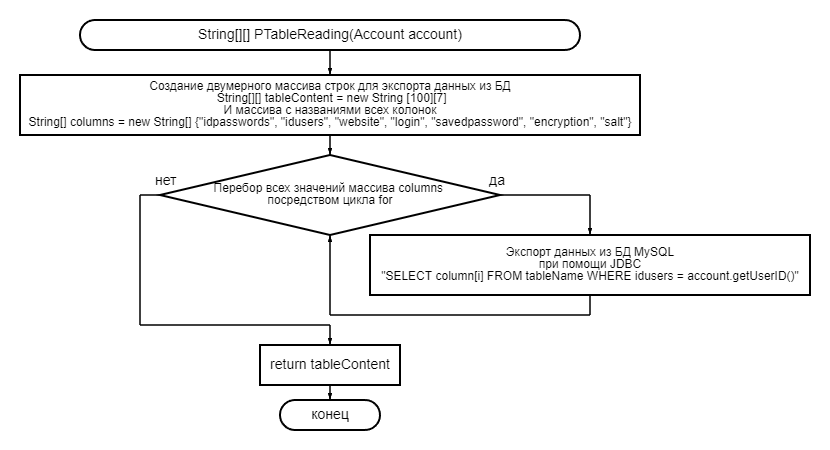 String[][] PTableReading(Account account)
Создание двумерного массива строк для экспорта данных из БД
String[][] tableContent = new String [100][7]
И массива с названиями всех колонок
String[] columns = new String[] {"idpasswords", "idusers", "website", "login", "savedpassword", "encryption", "salt"}
нет
да
Перебор всех значений массива columns
посредством цикла for
Экспорт данных из БД MySQL
при помощи JDBC
"SELECT column[i] FROM tableName WHERE idusers = account.getUserID()"
return tableContent
конец